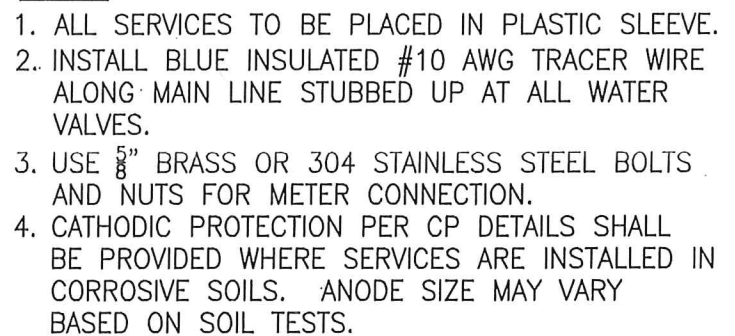 1. ALL SERVICES TO BE PLACED IN PLASTIC SLEEVE.
2. INSTALL BLUE INSULATED #10 AWG TRACER WIRE
ALONG MAIN LINE STUBBED UP AT ALL WATER
VALVES.
3. USE 5/8" BRASS OR 304 STAINLESS STEEL BOLTS
AND NUTS FOR METER CONNECTION.
4. CATHODIC PROTECTION PER CP DETAILS SHALL
BE PROVIDED WHERE SERVICES ARE INSTALLED IN
CORROSIVE SOILS. ANODE SIZE MAY VARY
BASED ON SOIL TESTS.